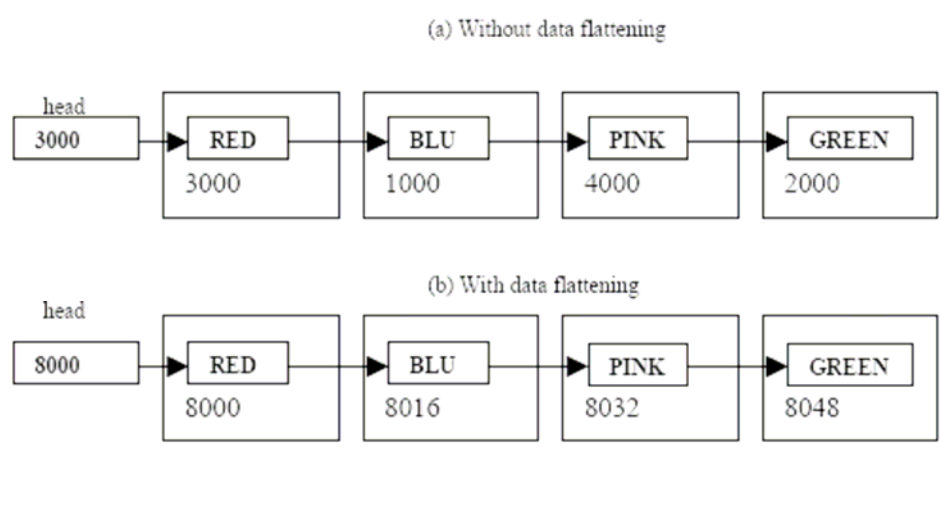 (a) Without data flattening
head
3000 RED BLU PINK GREEN
3000 1000 4000 2000
(b) With data flattening
head
8000 RED BLU PINK GREEN
8000 8016 8032 8048